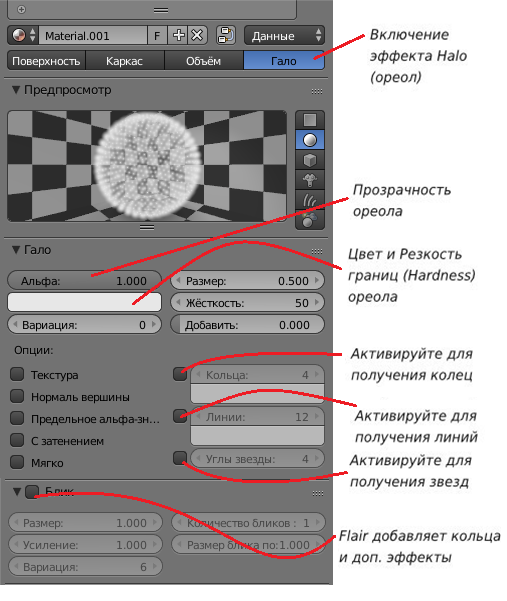 Material.001 F Данные
Поверхность Каркас Объём Гало
Включение
эффекта Halo
(ореол)
Предпросмотр
Прозрачность
ореола
Гало
Альфа: 1.000 Размер: 0.500
Жёсткость: 50
Вариация: 0 Добавить: 0.000
Цвет и Резкость
границ (Hardness)
ореола
Опции:
Текстура Кольца: 4
Нормаль вершины
Предельное альфа-зн... Линии: 12
С затенением
Мягко Углы звезды: 4
Активируйте для
получения колец
Активируйте для
получения линий
Активируйте для
получения звезд
Блик
Размер: 1.000 Количество бликов : 1
Усиление: 1.000 Размер блика по:1.000
Вариация: 6
Flair добавляет кольца
и доп. эффекты